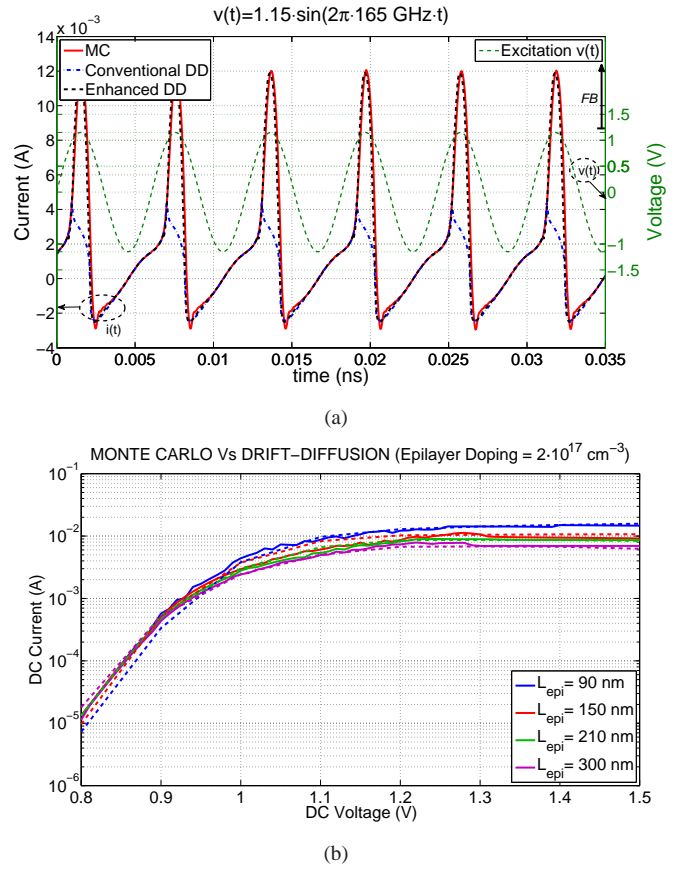 v(t)=1.15·sin(2π·165 GHz·t)
x 10⁻³
MC
Conventional DD
Enhanced DD
Excitation v(t)
FB
Current (A)
14
12
10
8
6
4
2
0
−2
−4
1.5
1
0.5
0
−1
−1.5
Voltage (V)
v(t)
i(t)
0 0.005 0.01 0.015 0.02 0.025 0.03 0.035
time (ns)
(a)
MONTE CARLO Vs DRIFT−DIFFUSION (Epilayer Doping = 2·10¹⁷ cm⁻³)
DC Current (A)
10⁻¹
10⁻²
10⁻³
10⁻⁴
10⁻⁵
10⁻⁶
L_epi= 90 nm
L_epi= 150 nm
L_epi= 210 nm
L_epi= 300 nm
0.8 0.9 1 1.1 1.2 1.3 1.4 1.5
DC Voltage (V)
(b)